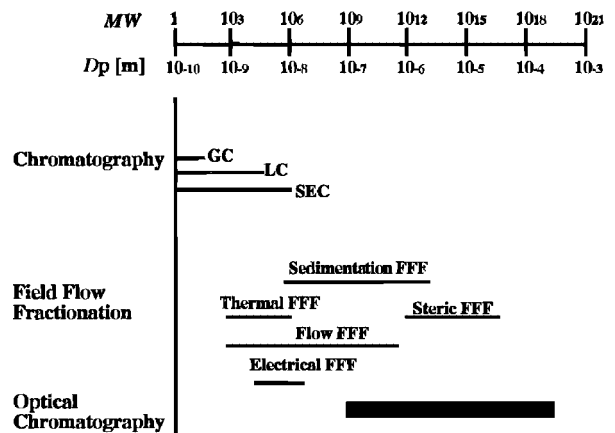 MW 1 10³ 10⁶ 10⁹ 10¹² 10¹⁵ 10¹⁸ 10²¹
Dp [m] 10-10 10-9 10-8 10-7 10-6 10-5 10-4 10-3
Chromatography
GC
LC
SEC
Sedimentation FFF
Field Flow
Fractionation
Thermal FFF
Steric FFF
Flow FFF
Electrical FFF
Optical
Chromatography